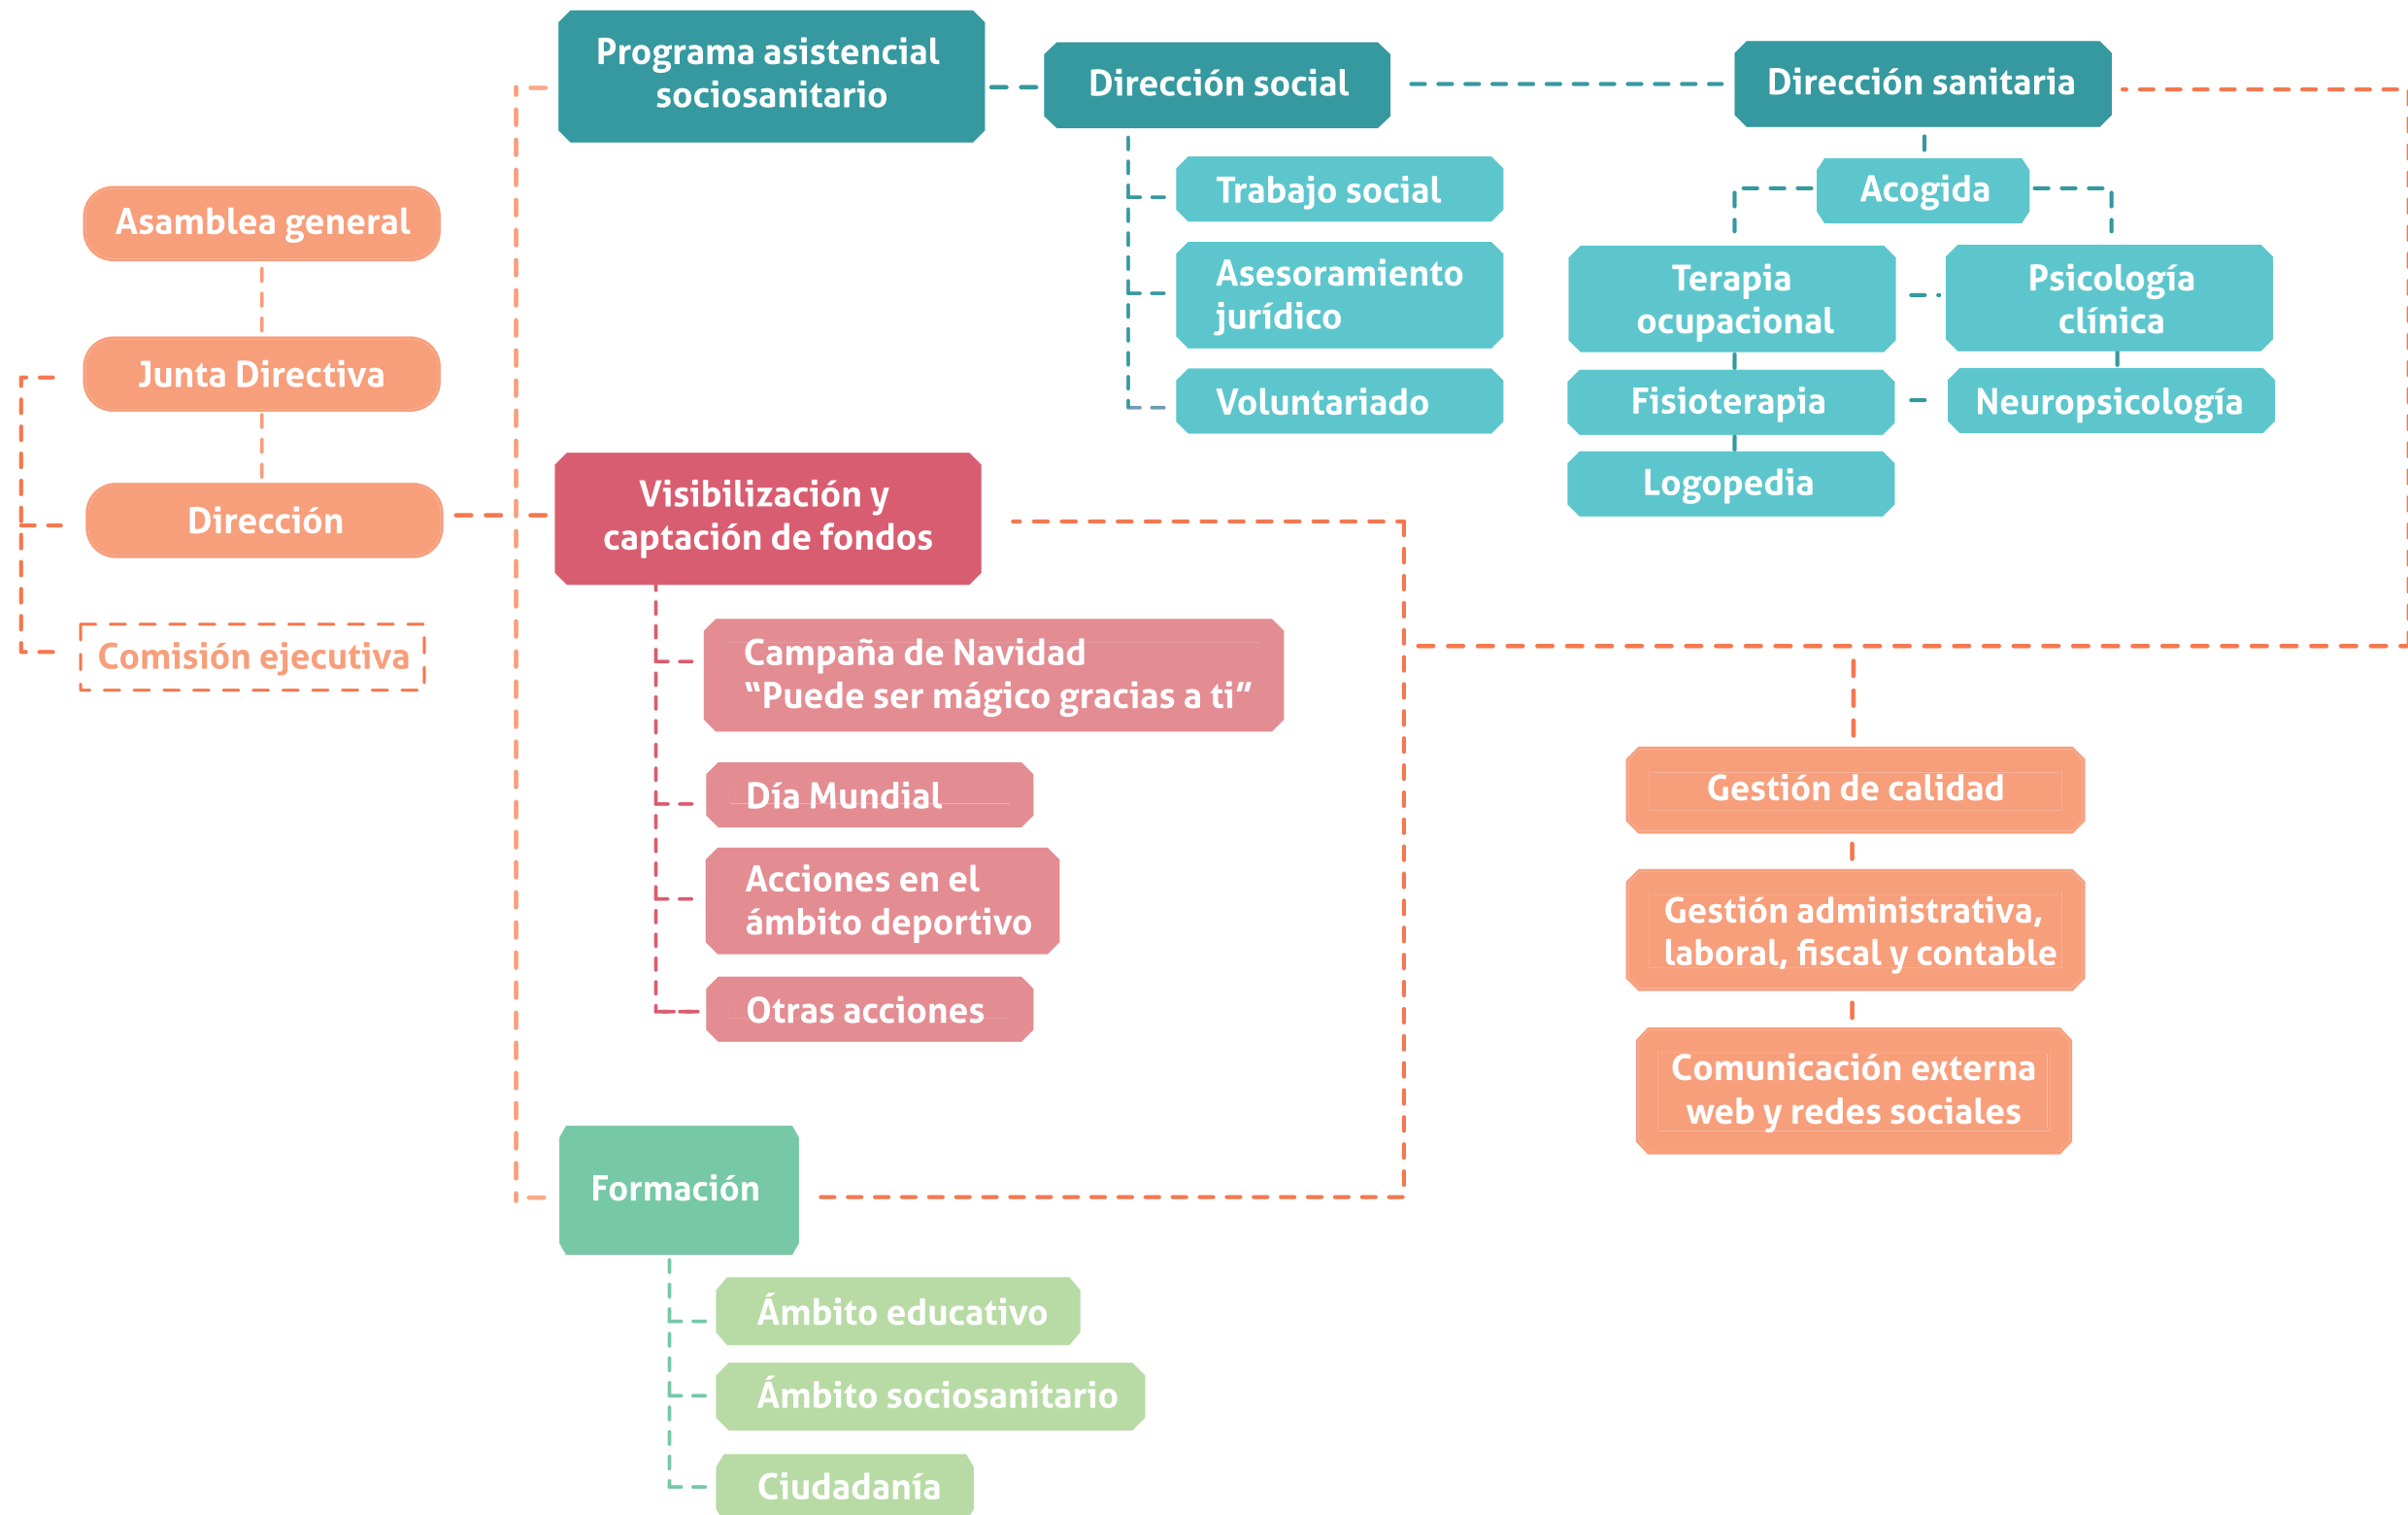 Asamblea general
Junta Directiva
Dirección
Comisión ejecutiva
Programa asistencial
sociosanitario
Dirección social
Trabajo social
Asesoramiento
jurídico
Voluntariado
Dirección sanitaria
Acogida
Terapia
ocupacional
Psicología
clínica
Fisioterapia
Neuropsicología
Logopedia
Visibilización y
captación de fondos
Campaña de Navidad
“Puede ser mágico gracias a ti”
Día Mundial
Acciones en el
ámbito deportivo
Otras acciones
Gestión de calidad
Gestión administrativa,
laboral, fiscal y contable
Comunicación externa
web y redes sociales
Formación
Ámbito educativo
Ámbito sociosanitario
Ciudadanía